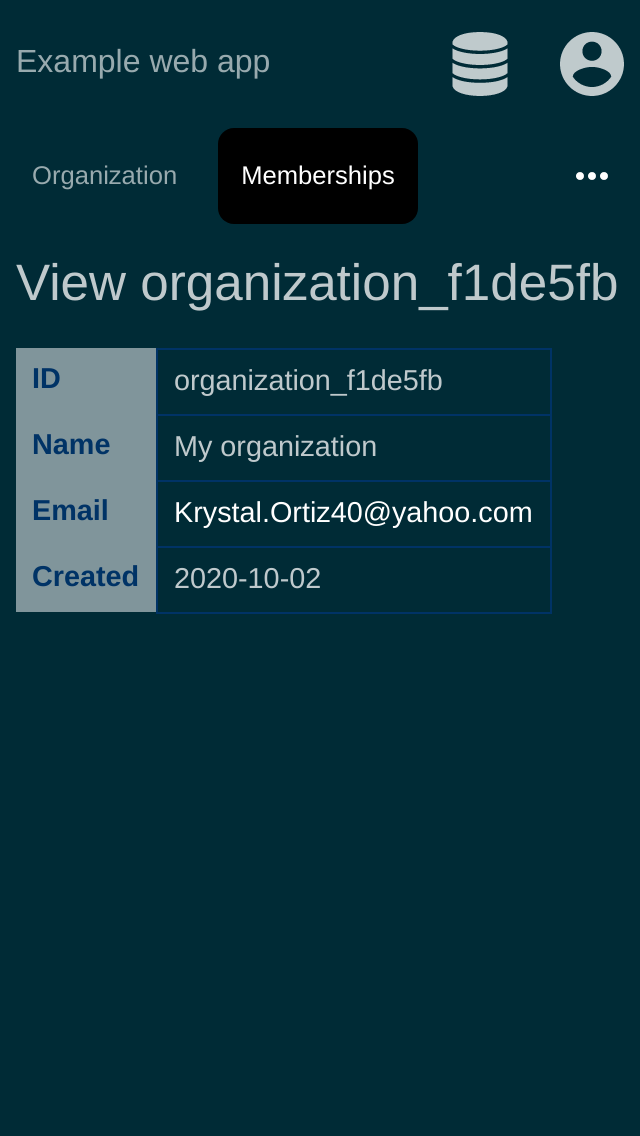 Example web app
Organization Memberships
View organization_f1de5fb
ID organization_f1de5fb
Name My organization
Email Krystal.Ortiz40@yahoo.com
Created 2020-10-02